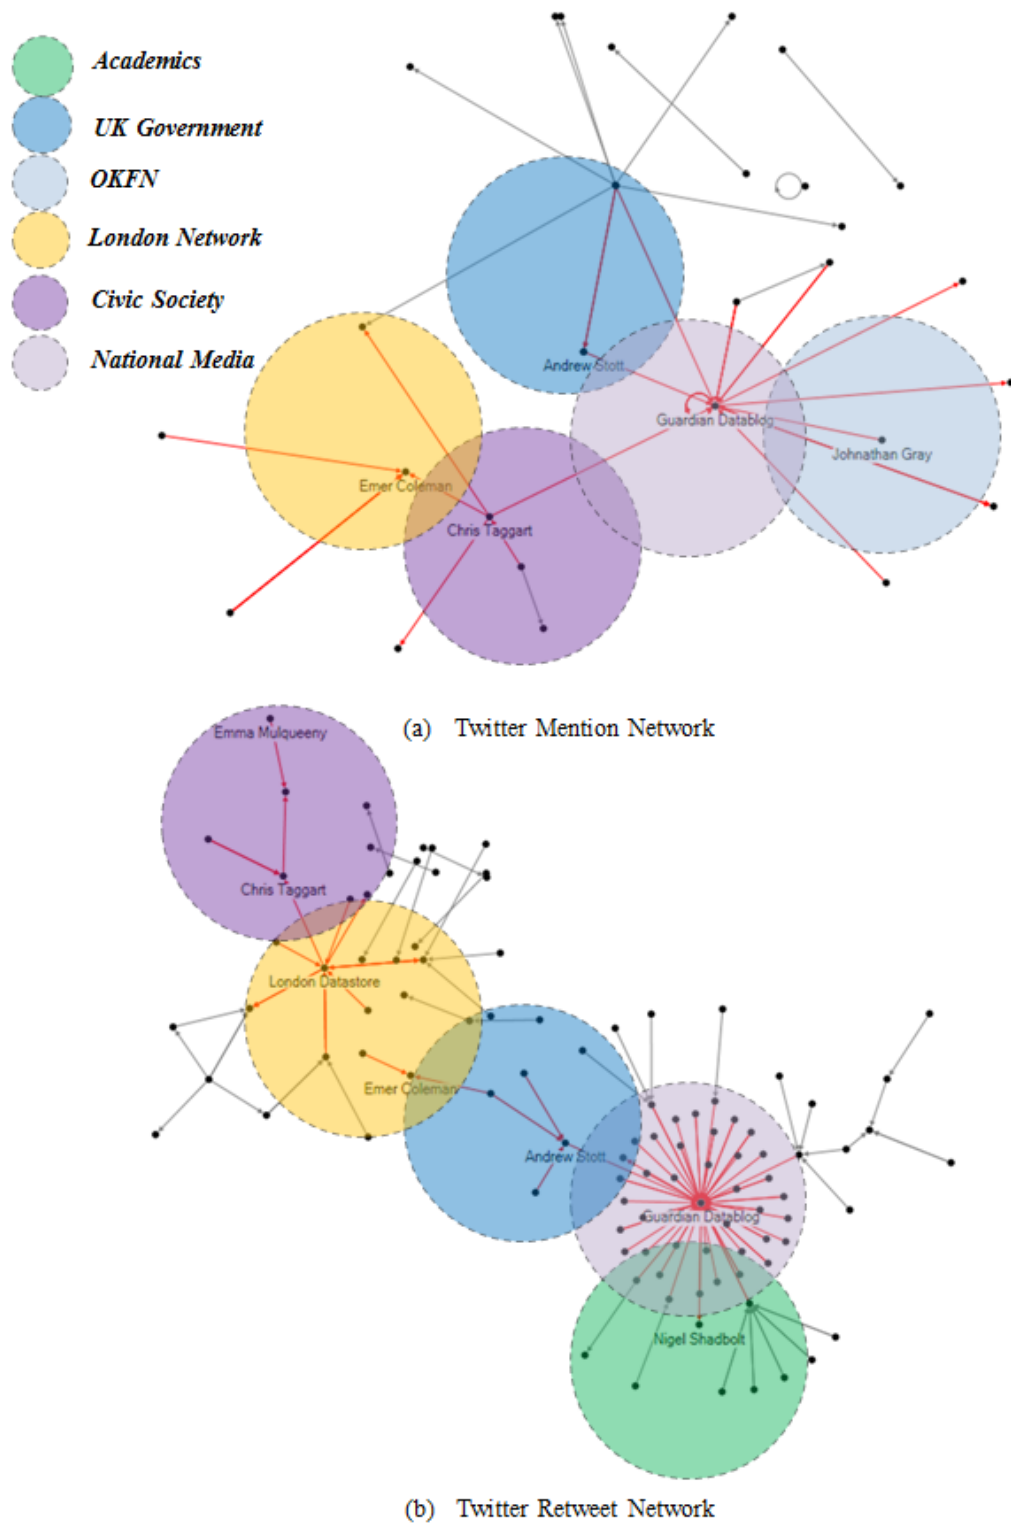 Academics
UK Government
OKFN
London Network
Civic Society
National Media
Andrew Stott
Guardian Datablog
Johnathan Gray
Emer Coleman
Chris Taggart
(a) Twitter Mention Network
Emma Mulqueeny
Chris Taggart
London Datastore
Emer Coleman
Andrew Stott
Guardian Datablog
Nigel Shadbolt
(b) Twitter Retweet Network